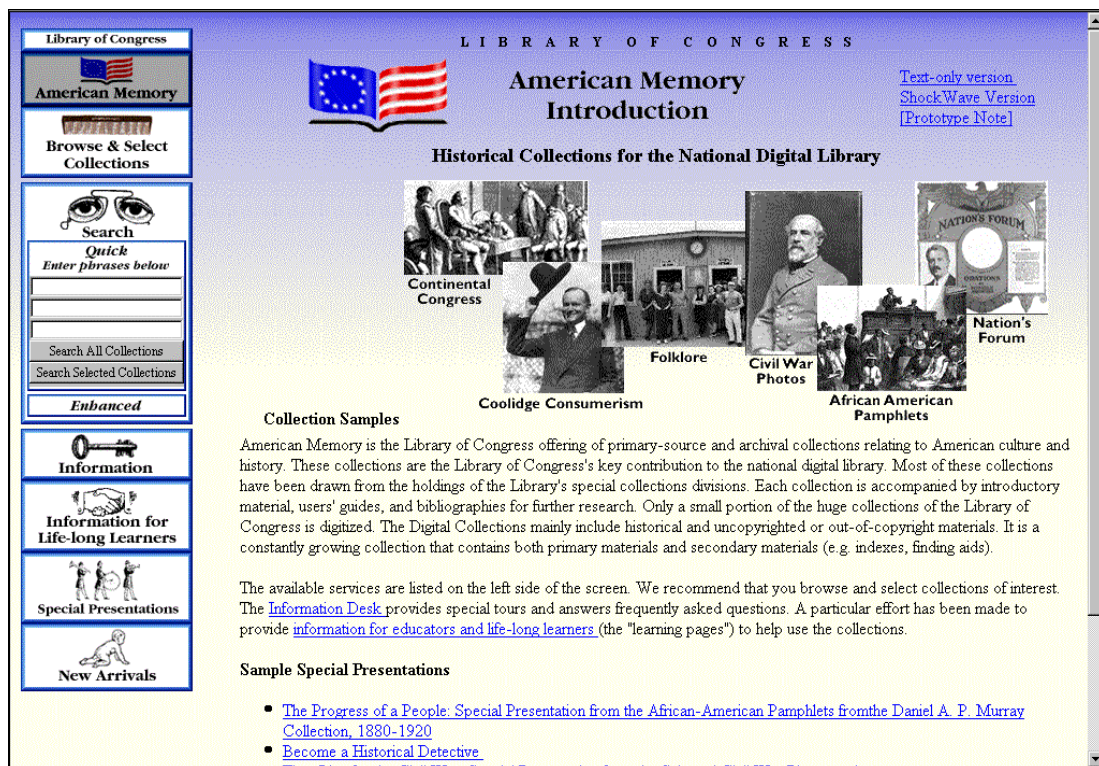 Library of Congress
American Memory
Browse & Select
Collections
Search
Quick
Enter phrases below
Search All Collections
Search Selected Collections
Enhanced
Information
Information for
Life-long Learners
Special Presentations
New Arrivals
LIBRARY OF CONGRESS
American Memory
Introduction
Text-only version
ShockWave Version
[Prototype Note]
Historical Collections for the National Digital Library
Continental
Congress
Coolidge Consumerism
Folklore
Civil War
Photos
African American
Pamphlets
NATION'S FORUM
Nation's
Forum
Collection Samples
American Memory is the Library of Congress offering of primary-source and archival collections relating to American culture and
history. These collections are the Library of Congress's key contribution to the national digital library. Most of these collections
have been drawn from the holdings of the Library's special collections divisions. Each collection is accompanied by introductory
material, users' guides, and bibliographies for further research. Only a small portion of the huge collections of the Library of
Congress is digitized. The Digital Collections mainly include historical and uncopyrighted or out-of-copyright materials. It is a
constantly growing collection that contains both primary materials and secondary materials (e.g. indexes, finding aids).
The available services are listed on the left side of the screen. We recommend that you browse and select collections of interest.
The Information Desk provides special tours and answers frequently asked questions. A particular effort has been made to
provide information for educators and life-long learners (the "learning pages") to help use the collections.
Sample Special Presentations
The Progress of a People: Special Presentation from the African-American Pamphlets fromthe Daniel A. P. Murray
Collection, 1880-1920
Become a Historical Detective